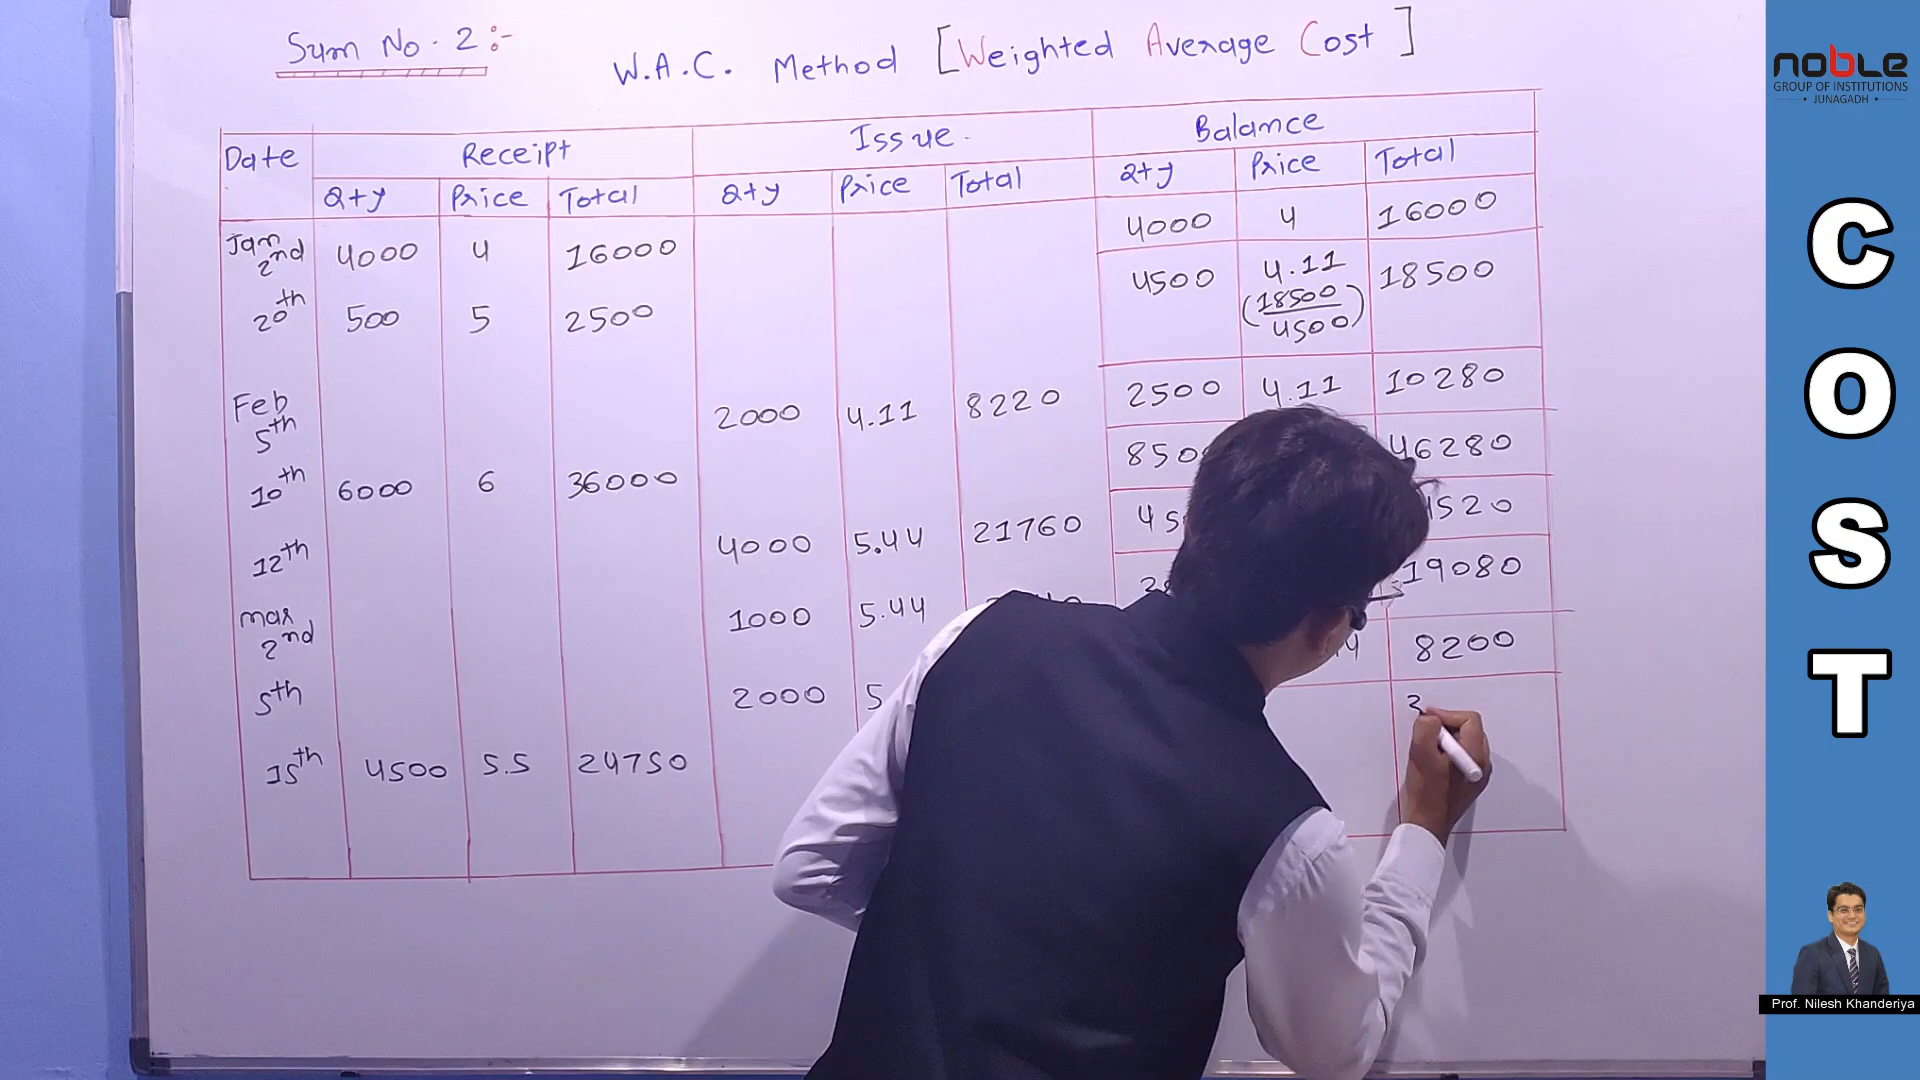 Sum No. 2 :-
W.A.C. Method [Weighted Average Cost]
Date Receipt Issue. Balance
Qty Price Total Qty Price Total Qty Price Total
Jan 2nd 4000 4 16000 4000 4 16000
20th 500 5 2500 4500 4.11 (18500/4500) 18500
Feb 5th 2000 4.11 8220 2500 4.11 10280
10th 6000 6 36000 46280
12th 4000 5.44 21760
Mar 2nd 1000 5.44 19080
5th 2000 8200
15th 4500 5.5 24750
noble
GROUP OF INSTITUTIONS
• JUNAGADH •
COST
Prof. Nilesh Khanderiya